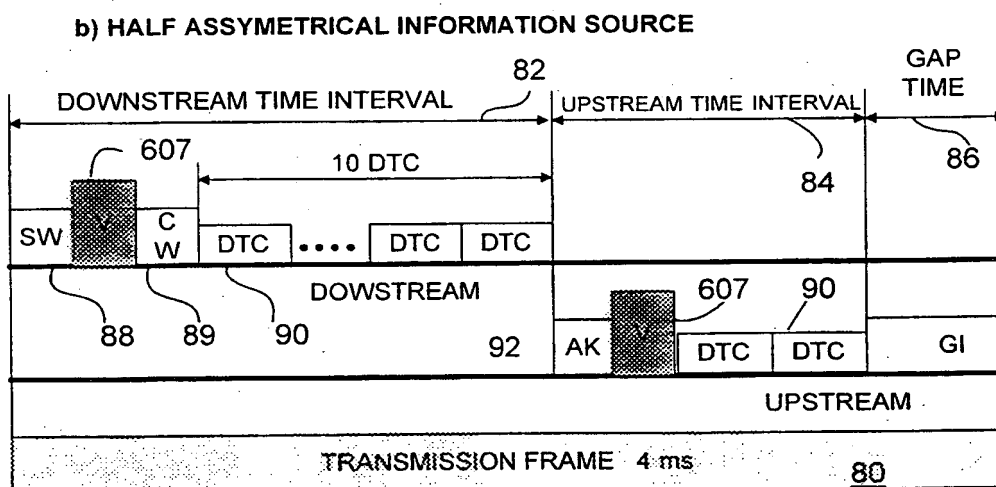 b) HALF ASSYMETRICAL INFORMATION SOURCE
82
GAP TIME
DOWNSTREAM TIME INTERVAL
UPSTREAM TIME INTERVAL
607
10 DTC
84
86
SW
V
C W
DTC
••••
DTC
DTC
DOWSTREAM
607
90
88
89
90
92
AK
V
DTC
DTC
GI
UPSTREAM
TRANSMISSION FRAME 4 ms
80